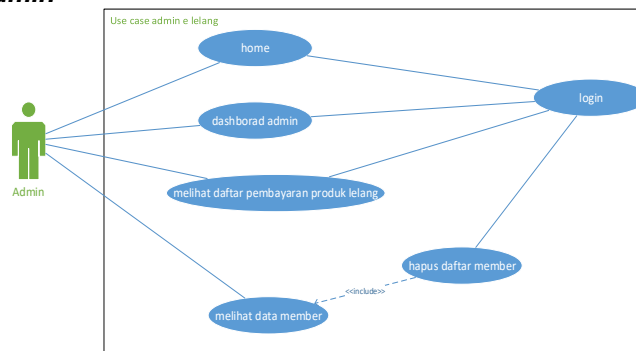 Use case admin e lelang
home
login
dashborad admin
Admin
melihat daftar pembayaran produk lelang
hapus daftar member
<<include>>
melihat data member